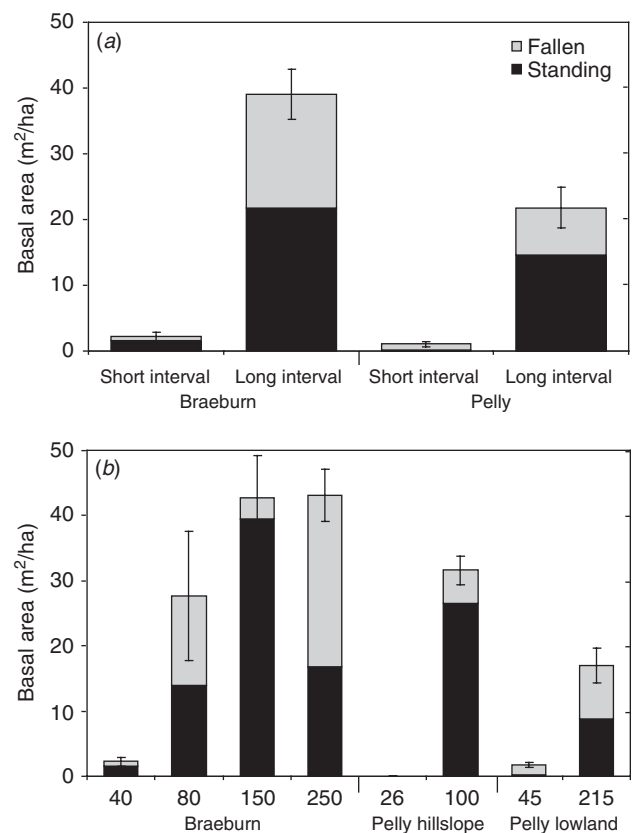 50
(a)
Fallen
Standing
40
30
20
10
0
Basal area (m²/ha)
Short interval Long interval Short interval Long interval
Braeburn Pelly
50
(b)
40
30
20
10
0
Basal area (m²/ha)
40 80 150 250 26 100 45 215
Braeburn Pelly hillslope Pelly lowland